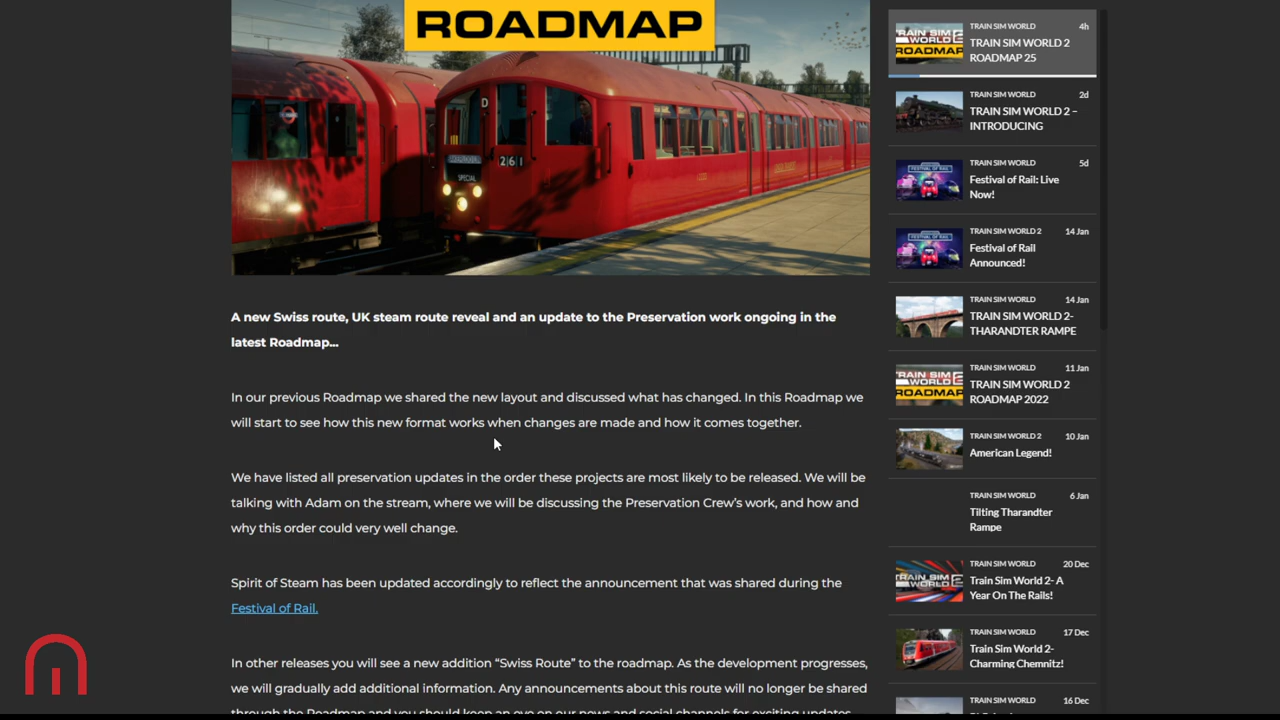 ROADMAP
D
261
SPECIAL
A new Swiss route, UK steam route reveal and an update to the Preservation work ongoing in the
latest Roadmap...
In our previous Roadmap we shared the new layout and discussed what has changed. In this Roadmap we
will start to see how this new format works when changes are made and how it comes together.
We have listed all preservation updates in the order these projects are most likely to be released. We will be
talking with Adam on the stream, where we will be discussing the Preservation Crew's work, and how and
why this order could very well change.
Spirit of Steam has been updated accordingly to reflect the announcement that was shared during the
Festival of Rail.
In other releases you will see a new addition “Swiss Route” to the roadmap. As the development progresses,
we will gradually add additional information. Any announcements about this route will no longer be shared
through the Roadmap and you should keep an eye on our news and social channels for exciting updates
TRAIN SIM WORLD 4h
TRAIN SIM WORLD 2
ROADMAP 25
TRAIN SIM WORLD 2d
TRAIN SIM WORLD 2 –
INTRODUCING
TRAIN SIM WORLD 5d
Festival of Rail: Live
Now!
TRAIN SIM WORLD 2 14 Jan
Festival of Rail
Announced!
TRAIN SIM WORLD 14 Jan
TRAIN SIM WORLD 2-
THARANDTER RAMPE
TRAIN SIM WORLD 11 Jan
TRAIN SIM WORLD 2
ROADMAP 2022
TRAIN SIM WORLD 2 10 Jan
American Legend!
TRAIN SIM WORLD 6 Jan
Tilting Tharandter
Rampe
TRAIN SIM WORLD 20 Dec
Train Sim World 2- A
Year On The Rails!
TRAIN SIM WORLD 17 Dec
Train Sim World 2-
Charming Chemnitz!
TRAIN SIM WORLD 16 Dec